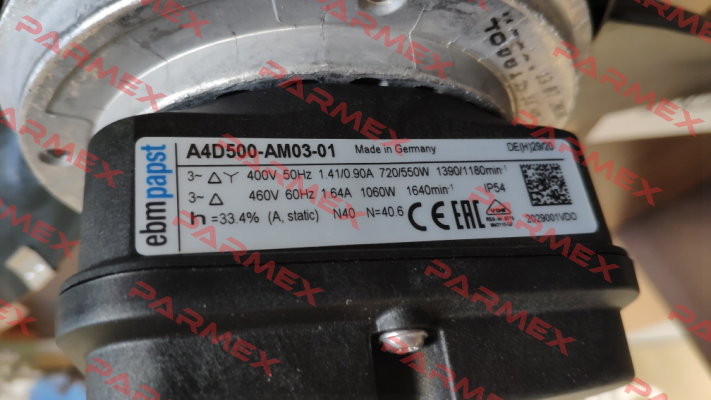 ebmpapst
A4D500-AM03-01 Made in Germany DE(H)29/20
3~ △Y 400V 50Hz 1.41/0.90A 720/550W 1390/1180min⁻¹
3~ △ 460V 60Hz 1.64A 1060W 1640min⁻¹ IP54
h =33.4% (A, static) N40 N=40.6 CE EAC
2029001VDO
PARMEX
PARMEX
PARMEX
PARMEX
PARMEX
PARMEX
PARMEX
PARMEX